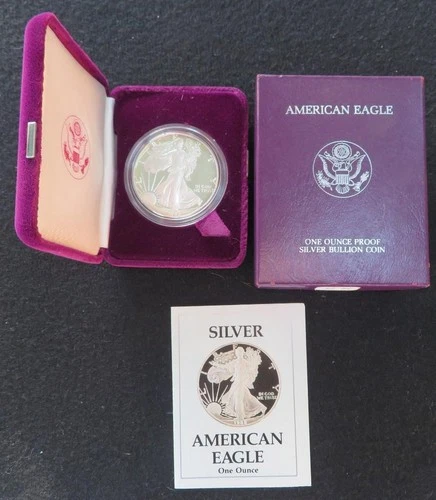 AMERICAN EAGLE
ONE OUNCE PROOF
SILVER BULLION COIN
SILVER
AMERICAN
EAGLE
One Ounce